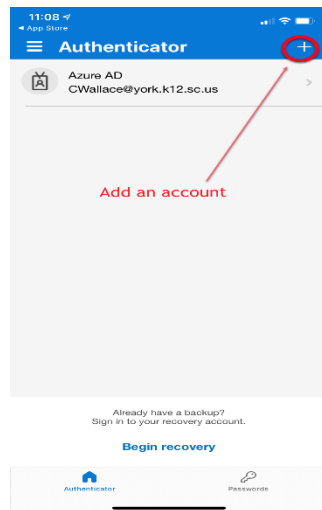 11:08
◄ App Store
Authenticator
Azure AD
CWallace@york.k12.sc.us
Add an account
Already have a backup?
Sign in to your recovery account.
Begin recovery
Authenticator
Passwords